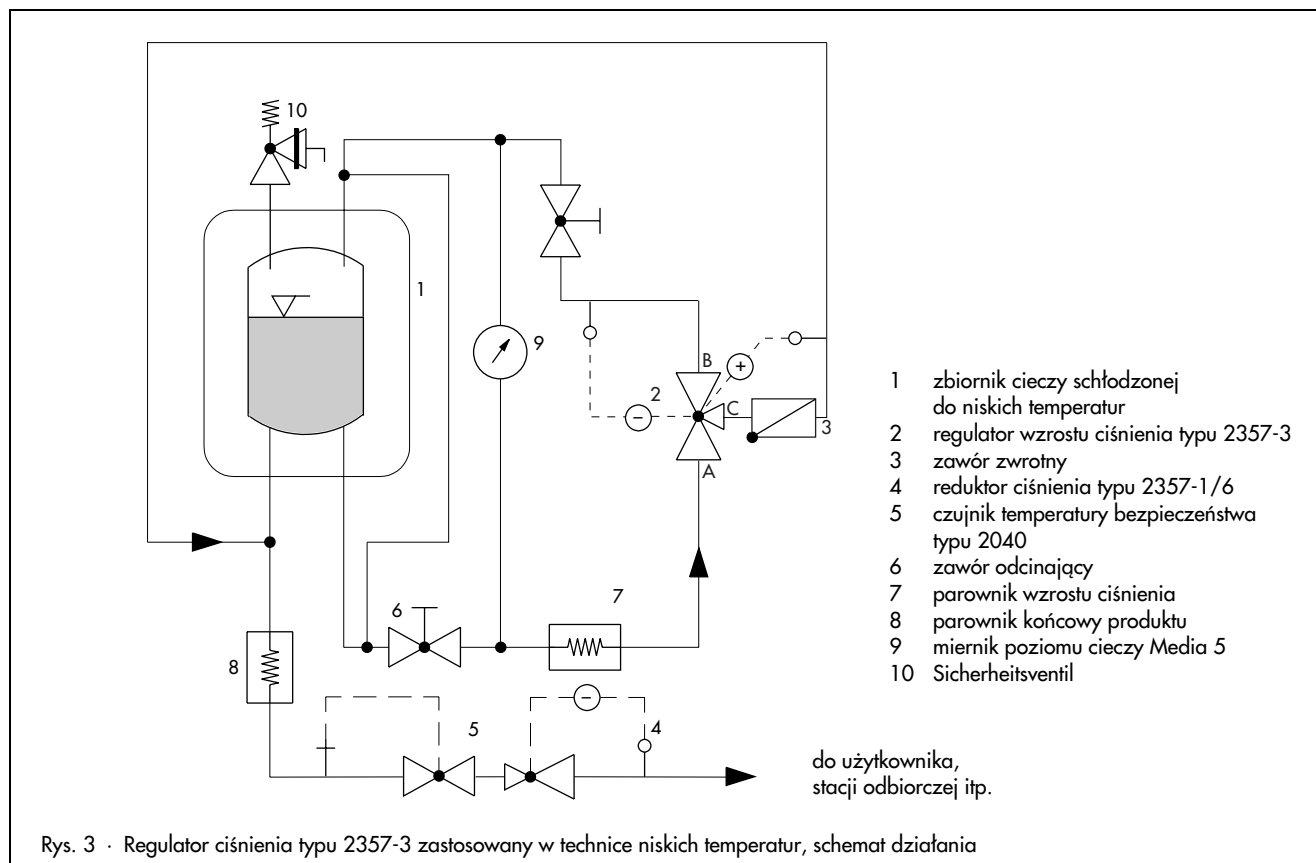 10
1
9
B
+
2
−
C
3
A
6
7
8
−
5
4
1 zbiornik cieczy schłodzonej
do niskich temperatur
2 regulator wzrostu ciśnienia typu 2357-3
3 zawór zwrotny
4 reduktor ciśnienia typu 2357-1/6
5 czujnik temperatury bezpieczeństwa
typu 2040
6 zawór odcinający
7 parownik wzrostu ciśnienia
8 parownik końcowy produktu
9 miernik poziomu cieczy Media 5
10 Sicherheitsventil
do użytkownika,
stacji odbiorczej itp.
Rys. 3 · Regulator ciśnienia typu 2357-3 zastosowany w technice niskich temperatur, schemat działania